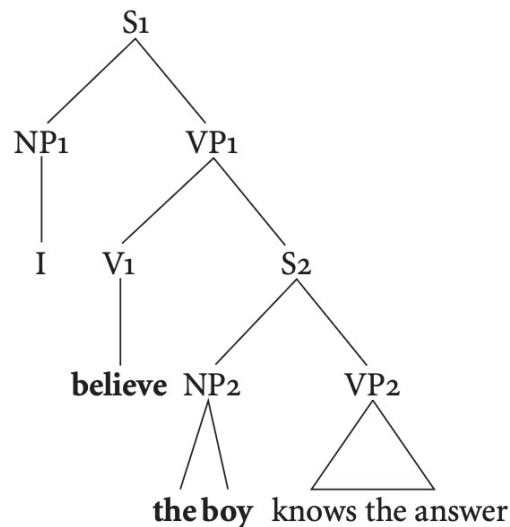 S1
NP1 VP1
I V1 S2
believe NP2 VP2
the boy knows the answer